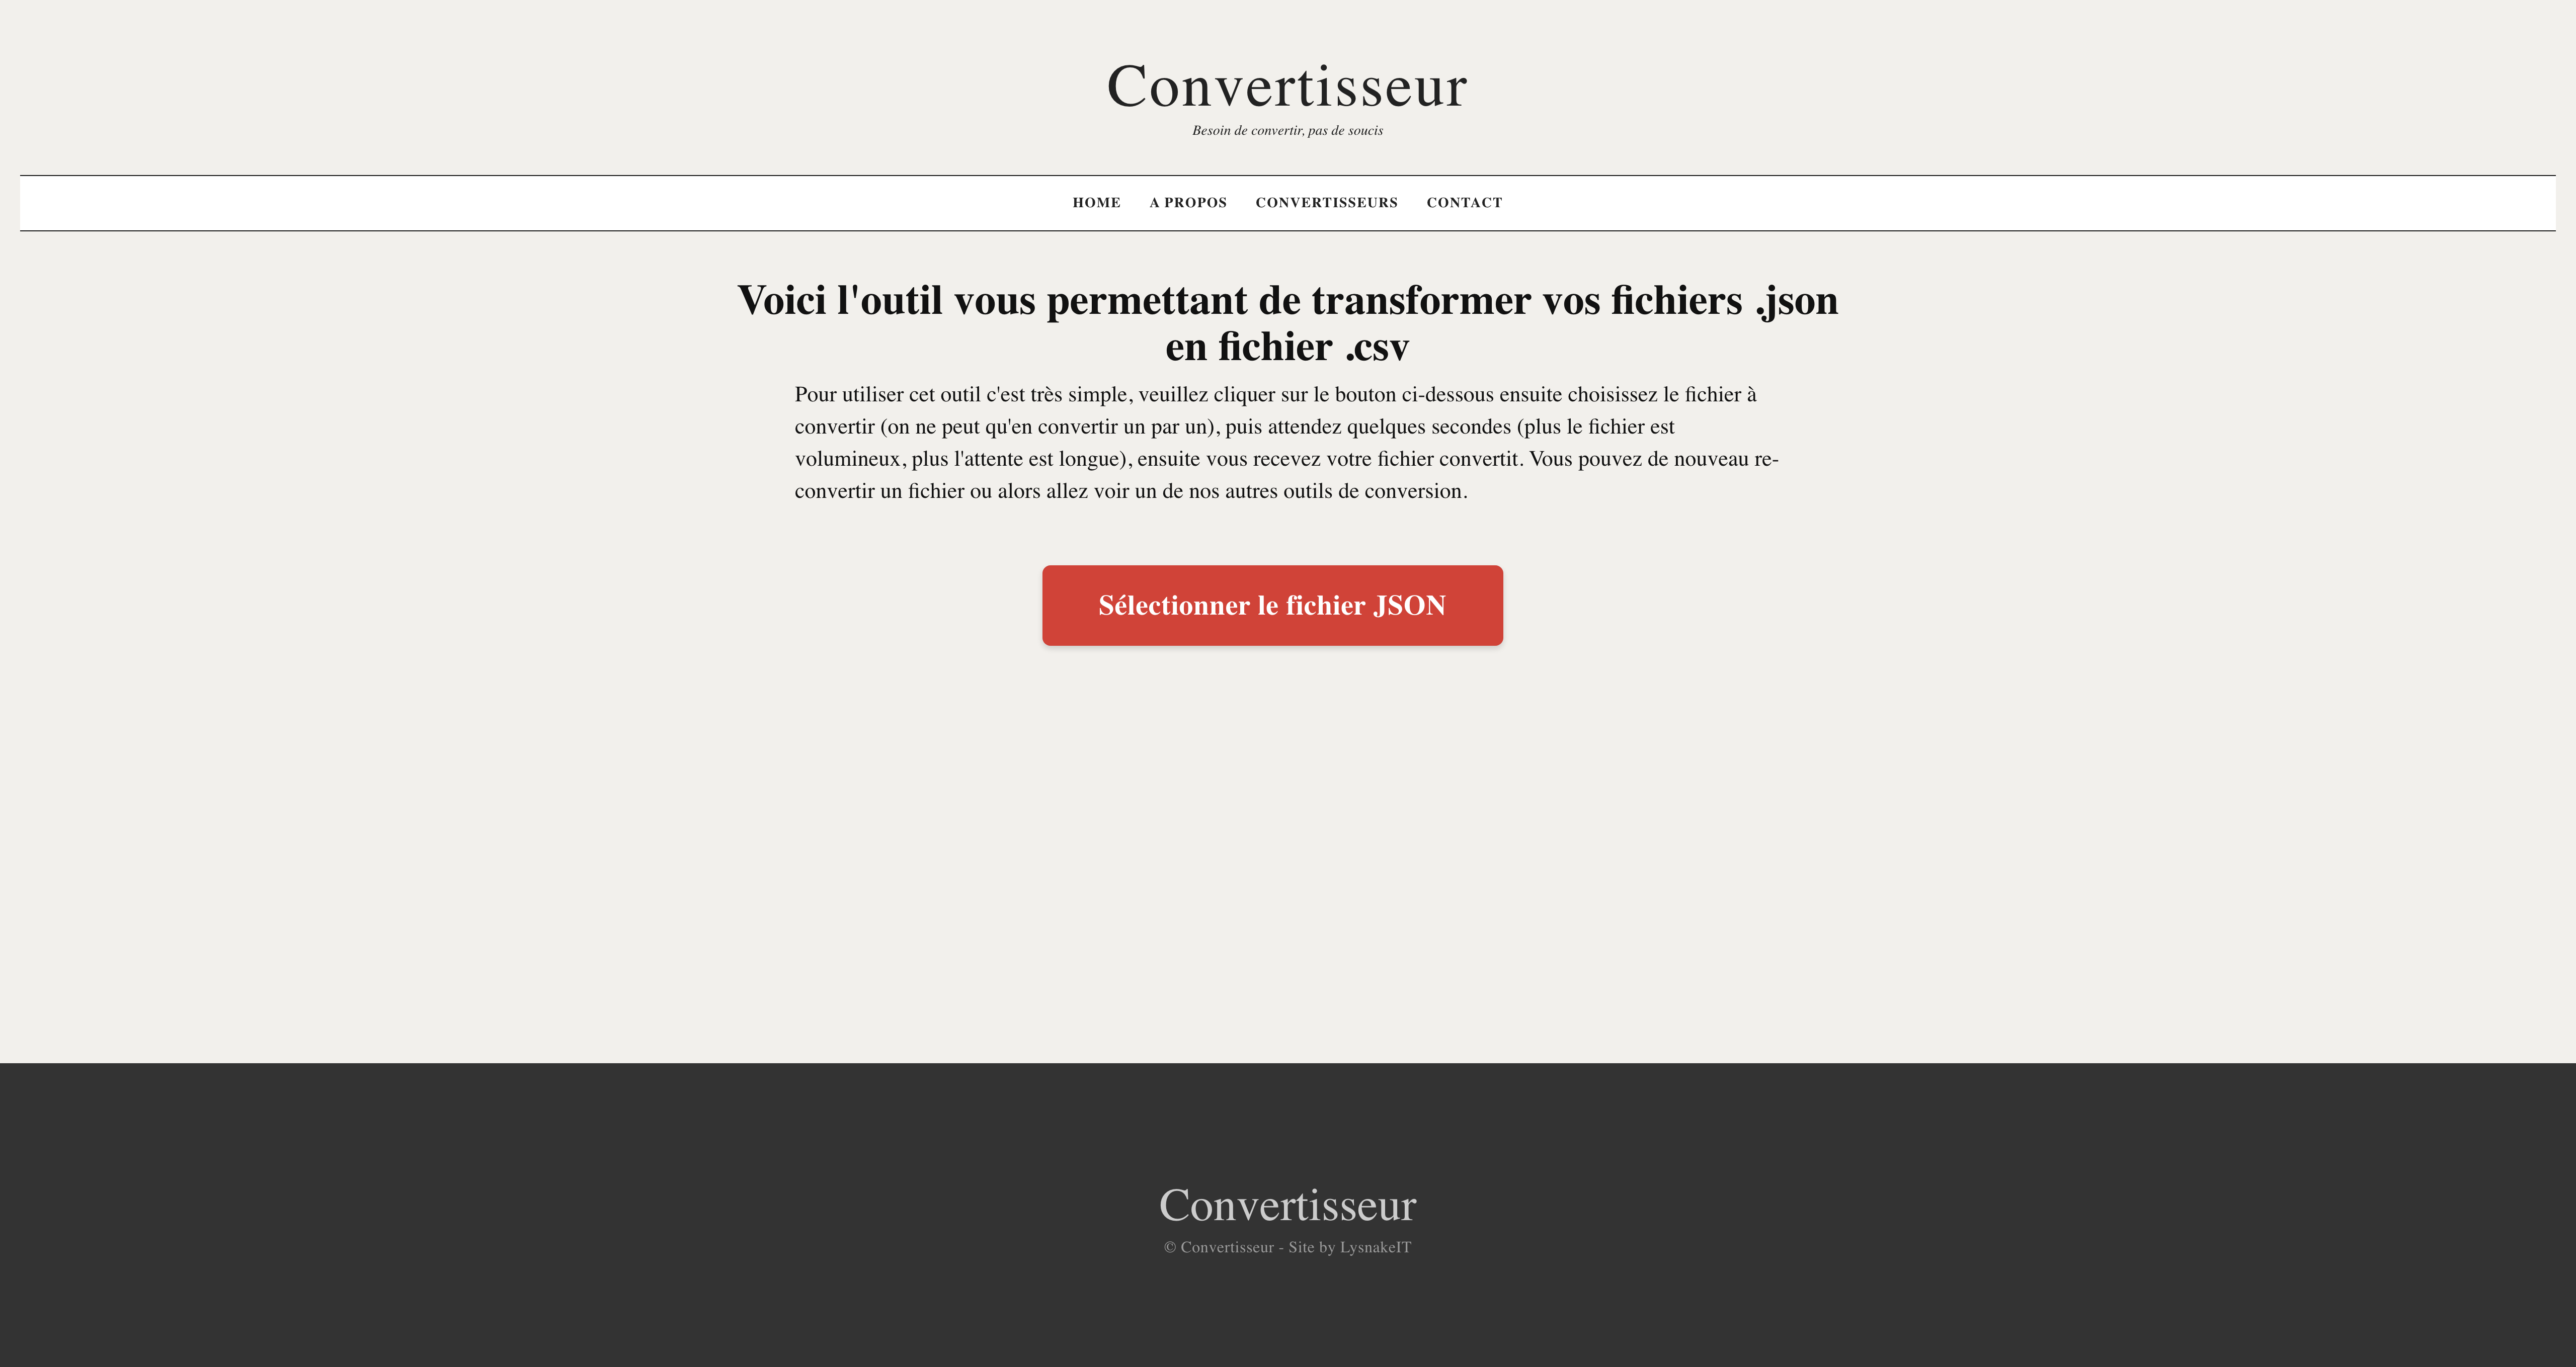 Convertisseur
Besoin de convertir, pas de soucis
HOME A PROPOS CONVERTISSEURS CONTACT
Voici l'outil vous permettant de transformer vos fichiers .json
en fichier .csv
Pour utiliser cet outil c'est très simple, veuillez cliquer sur le bouton ci-dessous ensuite choisissez le fichier à
convertir (on ne peut qu'en convertir un par un), puis attendez quelques secondes (plus le fichier est
volumineux, plus l'attente est longue), ensuite vous recevez votre fichier convertit. Vous pouvez de nouveau re-
convertir un fichier ou alors allez voir un de nos autres outils de conversion.
Sélectionner le fichier JSON
Convertisseur
© Convertisseur - Site by LysnakeIT